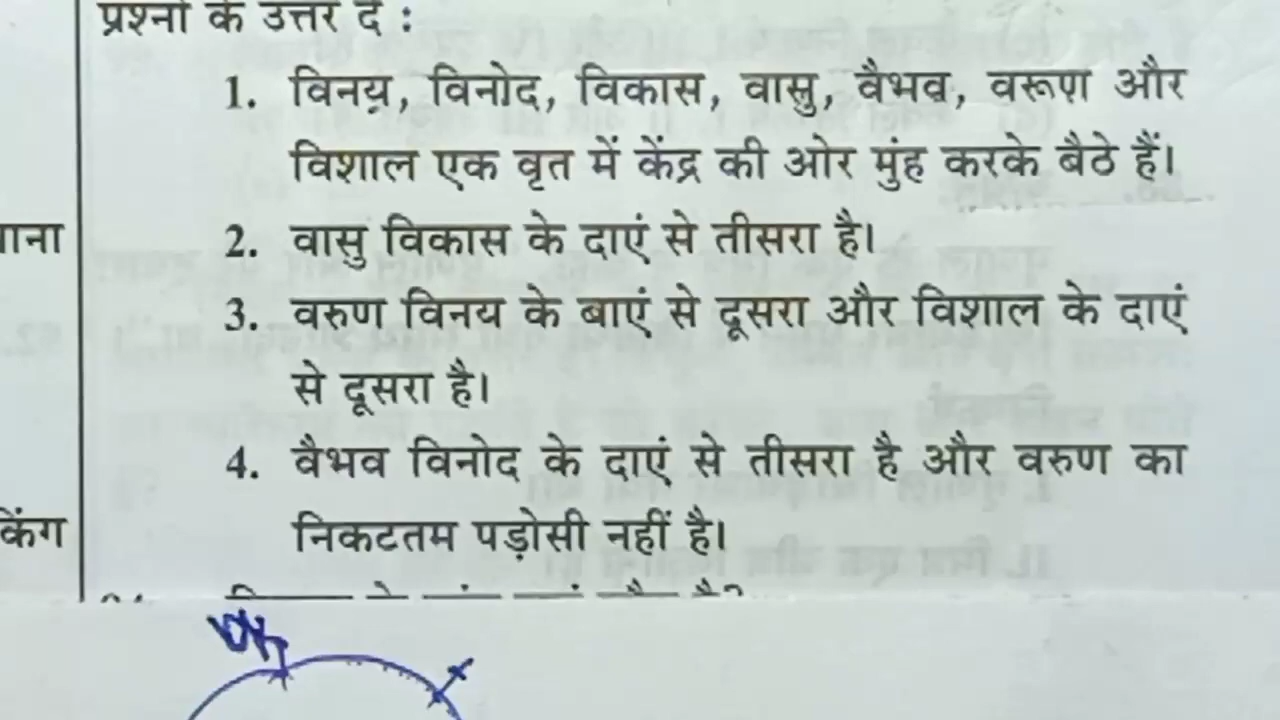 प्रश्नों के उत्तर दें :
1. विनय, विनोद, विकास, वासु, वैभव, वरूण और
विशाल एक वृत में केंद्र की ओर मुंह करके बैठे हैं।
ाना
2. वासु विकास के दाएं से तीसरा है।
3. वरुण विनय के बाएं से दूसरा और विशाल के दाएं
से दूसरा है।
4. वैभव विनोद के दाएं से तीसरा है और वरुण का
किंग
निकटतम पड़ोसी नहीं है।